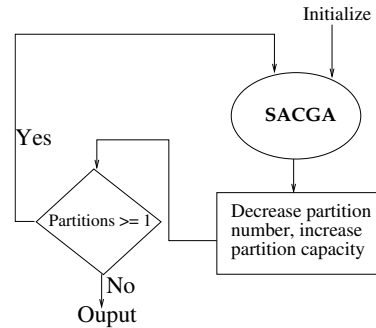 Initialize
SACGA
Yes
Partitions >= 1
Decrease partition
number, increase
partition capacity
No
Ouput